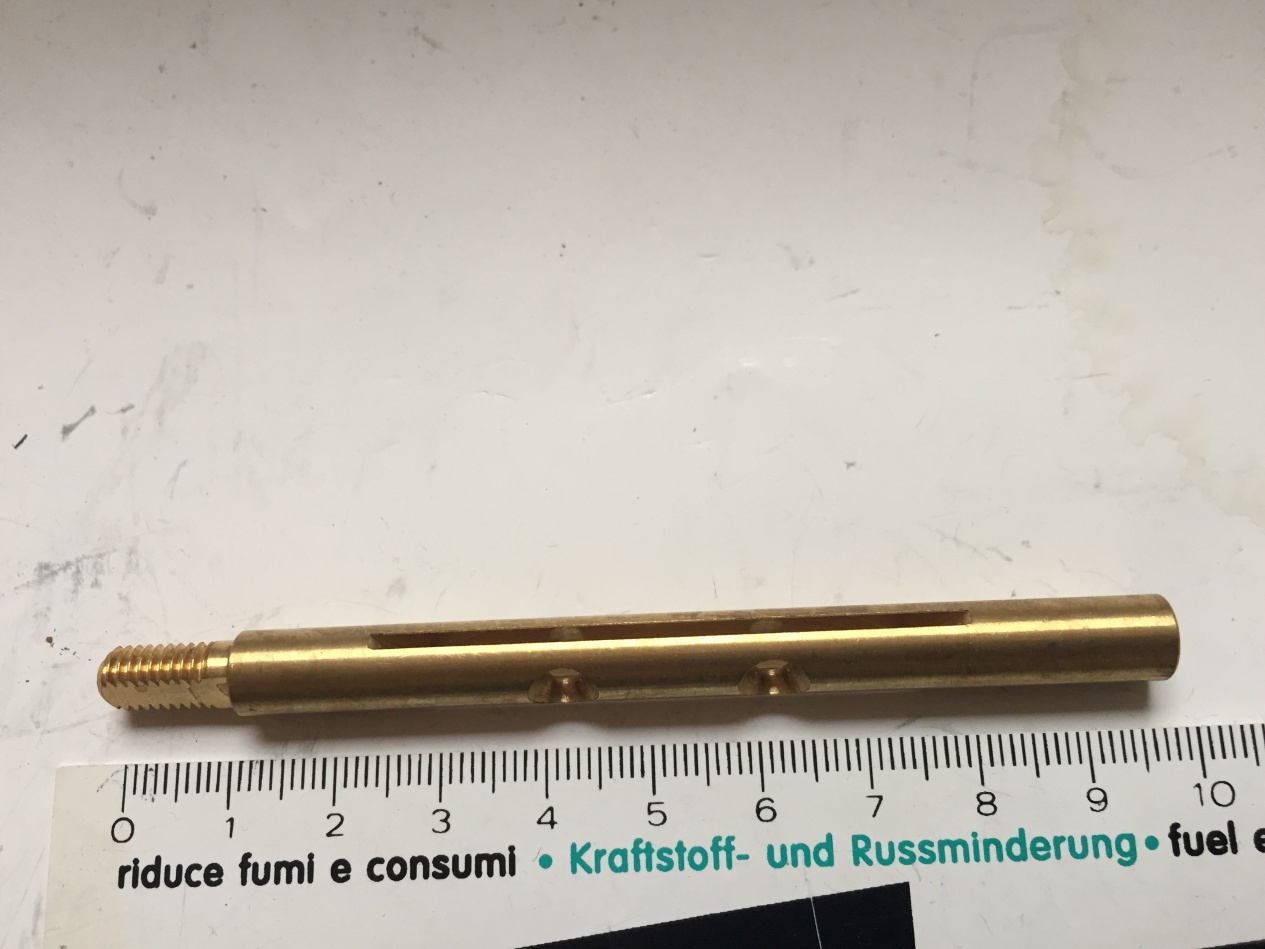 0 1 2 3 4 5 6 7 8 9 10
riduce fumi e consumi • Kraftstoff- und Russminderung • fuel e